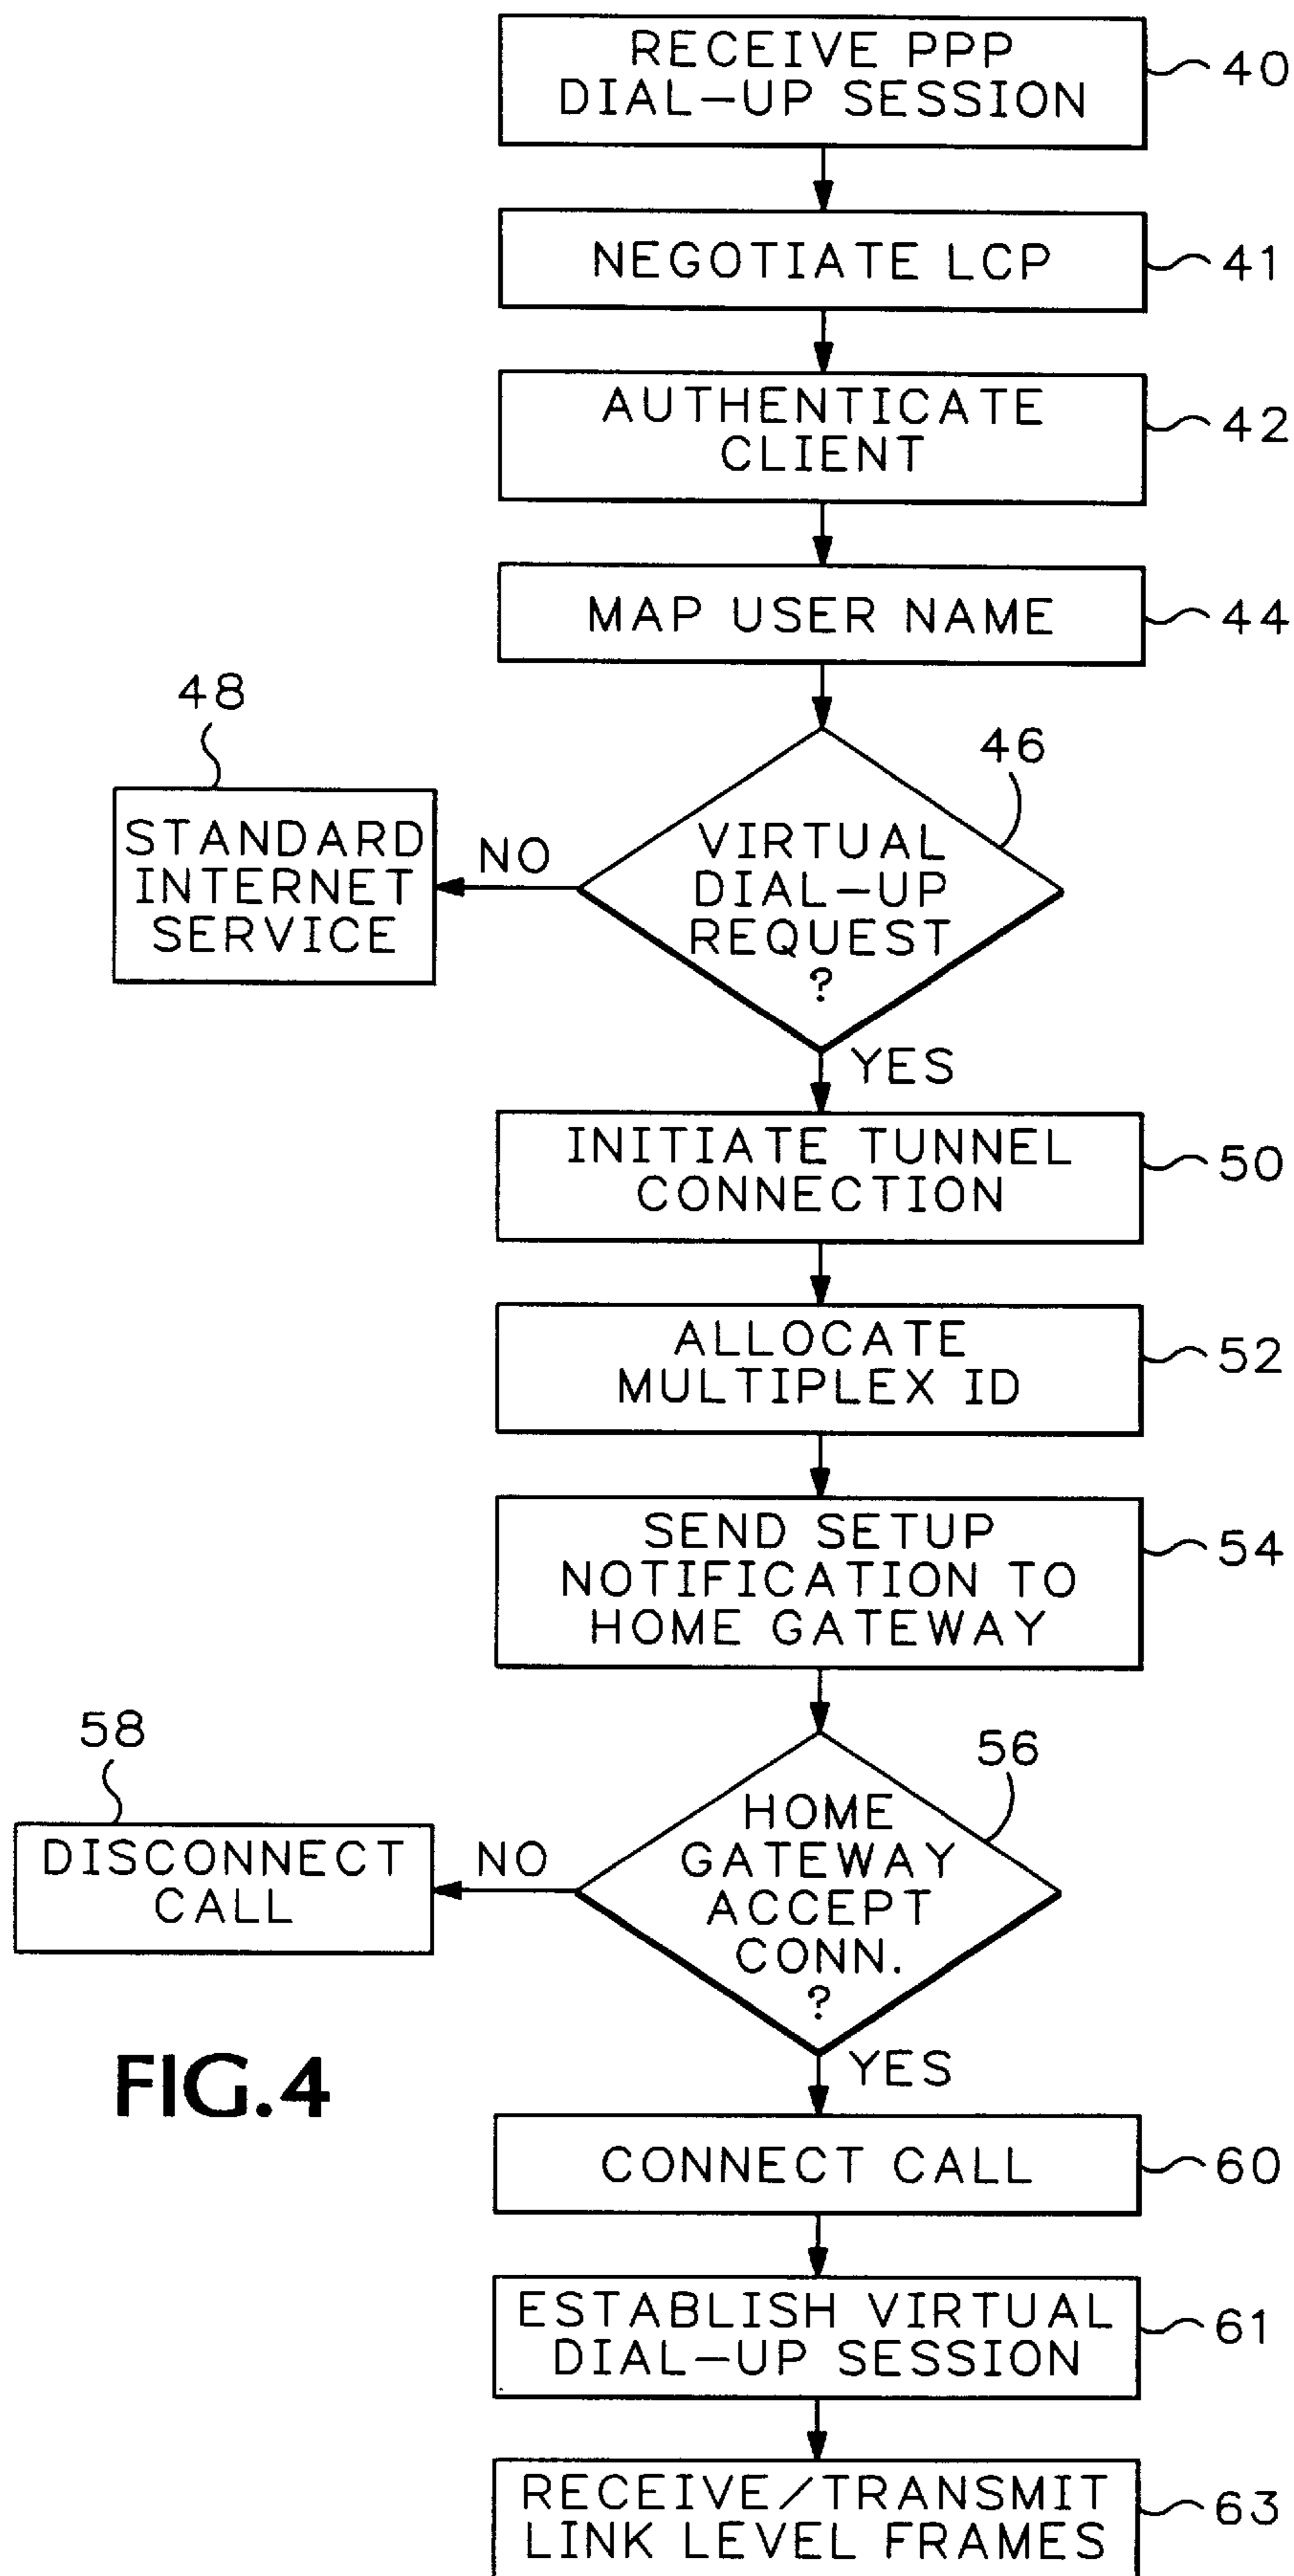 RECEIVE PPP
DIAL-UP SESSION
40
NEGOTIATE LCP
41
AUTHENTICATE
CLIENT
42
MAP USER NAME
44
48
STANDARD
INTERNET
SERVICE
NO
46
VIRTUAL
DIAL-UP
REQUEST
?
YES
INITIATE TUNNEL
CONNECTION
50
ALLOCATE
MULTIPLEX ID
52
SEND SETUP
NOTIFICATION TO
HOME GATEWAY
54
58
DISCONNECT
CALL
NO
56
HOME
GATEWAY
ACCEPT
CONN.
?
YES
FIG.4
CONNECT CALL
60
ESTABLISH VIRTUAL
DIAL-UP SESSION
61
RECEIVE/TRANSMIT
LINK LEVEL FRAMES
63